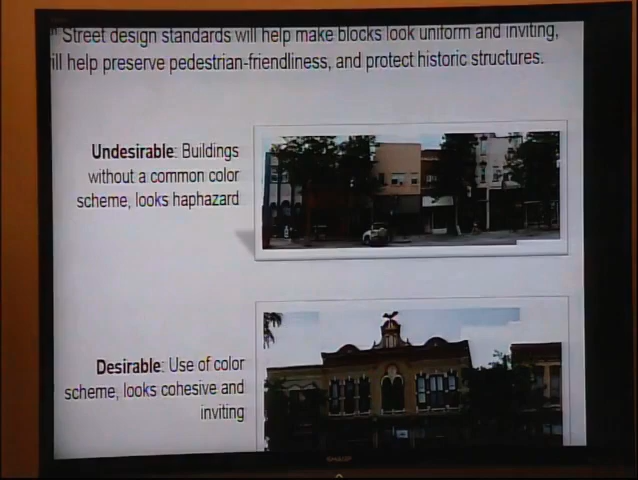 Street design standards will help make blocks look uniform and inviting,
ill help preserve pedestrian-friendliness, and protect historic structures.
Undesirable: Buildings
without a common color
scheme, looks haphazard
Desirable: Use of color
scheme, looks cohesive and
inviting
SHARP